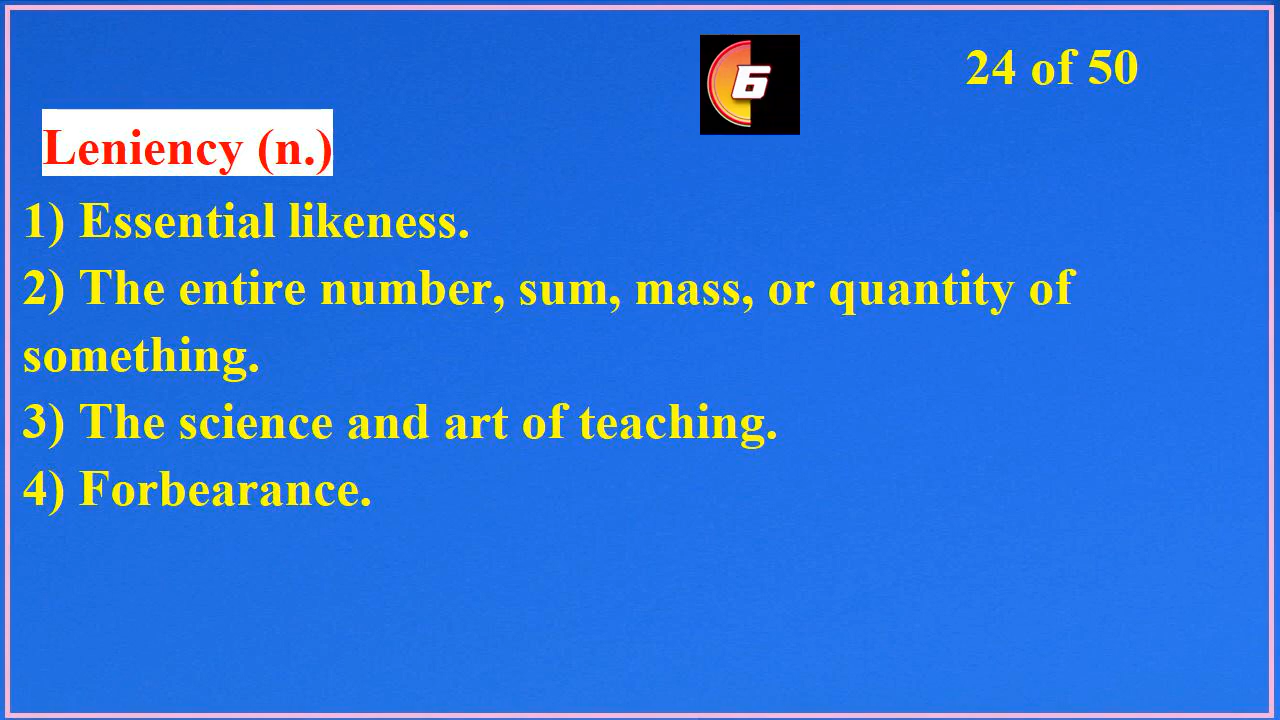 24 of 50
6
Leniency (n.)
1) Essential likeness.
2) The entire number, sum, mass, or quantity of
something.
3) The science and art of teaching.
4) Forbearance.